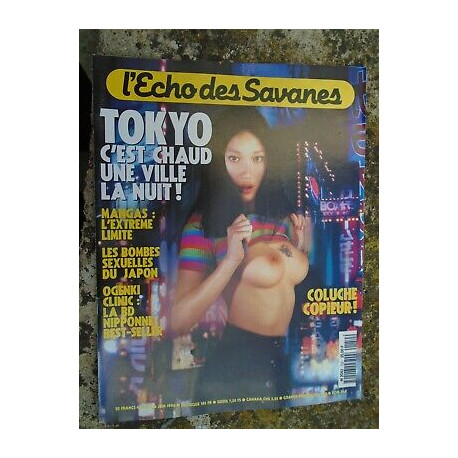 l'Echo des Savanes
TOKYO
C'EST CHAUD
UNE VILLE
LA NUIT !
MANGAS :
L'EXTREME
LIMITE
LES BOMBES
SEXUELLES
DU JAPON
OGENKI
CLINIC :
LA BD
NIPPONNE
BEST-SELLER
COLUCHE
COPIEUR !